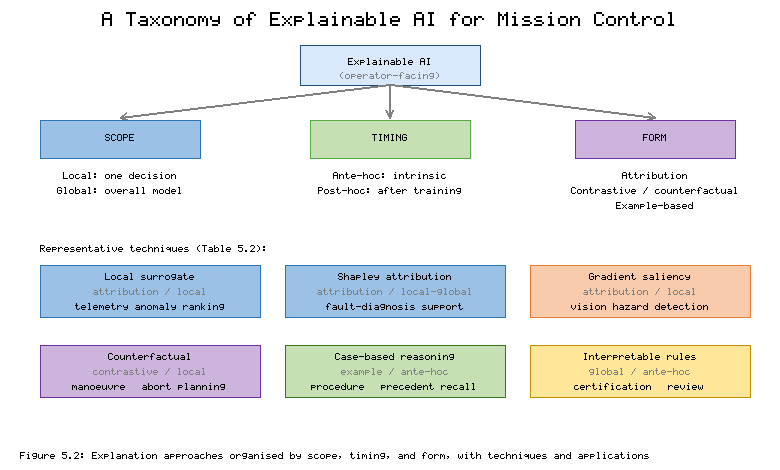 A Taxonomy of Explainable AI for Mission Control
Explainable AI
(operator-facing)
SCOPE
TIMING
FORM
Local: one decision
Global: overall model
Ante-hoc: intrinsic
Post-hoc: after training
Attribution
Contrastive / counterfactual
Example-based
Representative techniques (Table 5.2):
Local surrogate
attribution / local
telemetry anomaly ranking
Shapley attribution
attribution / local-global
fault-diagnosis support
Gradient saliency
attribution / local
vision hazard detection
Counterfactual
contrastive / local
manoeuvre abort planning
Case-based reasoning
example / ante-hoc
procedure precedent recall
Interpretable rules
global / ante-hoc
certification review
Figure 5.2: Explanation approaches organised by scope, timing, and form, with techniques and applications